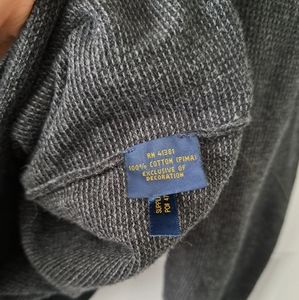 RN 41381
100% COTTON (PIMA)
EXCLUSIVE OF
DECORATION